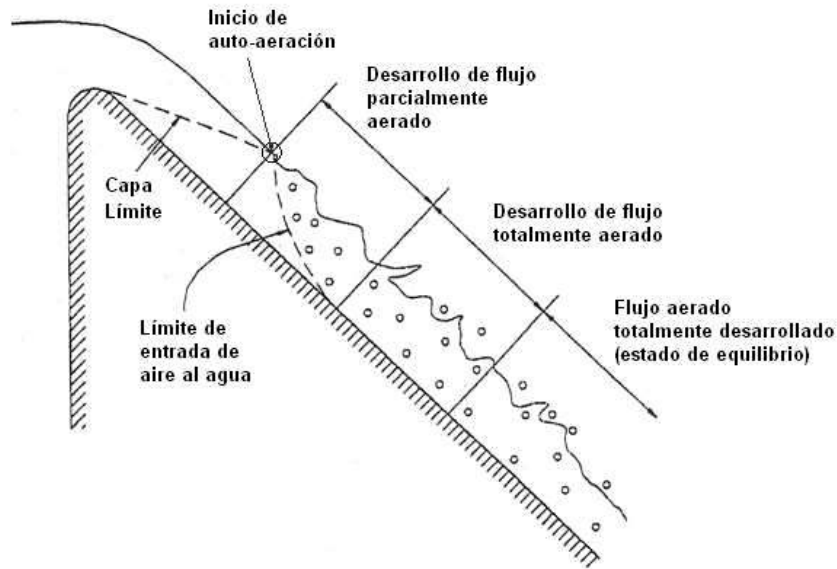 Inicio de
auto-aeración
Desarrollo de flujo
parcialmente
aerado
Capa
Límite
Desarrollo de flujo
totalmente aerado
Límite de
entrada de
aire al agua
Flujo aerado
totalmente desarrollado
(estado de equilibrio)